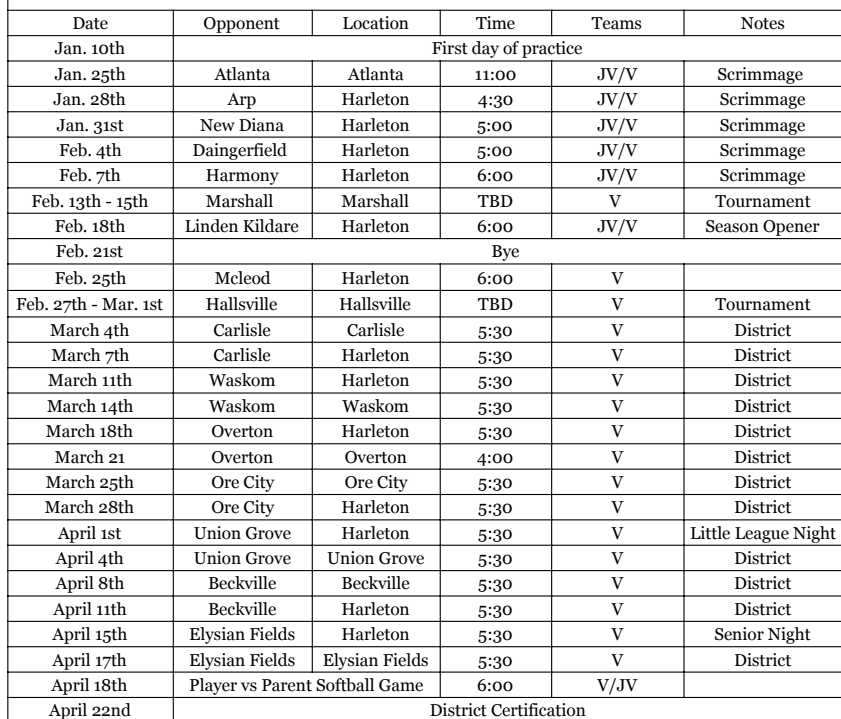 Date Opponent Location Time Teams Notes
Jan. 10th First day of practice
Jan. 25th Atlanta Atlanta 11:00 JV/V Scrimmage
Jan. 28th Arp Harleton 4:30 JV/V Scrimmage
Jan. 31st New Diana Harleton 5:00 JV/V Scrimmage
Feb. 4th Daingerfield Harleton 5:00 JV/V Scrimmage
Feb. 7th Harmony Harleton 6:00 JV/V Scrimmage
Feb. 13th - 15th Marshall Marshall TBD V Tournament
Feb. 18th Linden Kildare Harleton 6:00 JV/V Season Opener
Feb. 21st Bye
Feb. 25th Mcleod Harleton 6:00 V
Feb. 27th - Mar. 1st Hallsville Hallsville TBD V Tournament
March 4th Carlisle Carlisle 5:30 V District
March 7th Carlisle Harleton 5:30 V District
March 11th Waskom Harleton 5:30 V District
March 14th Waskom Waskom 5:30 V District
March 18th Overton Harleton 5:30 V District
March 21 Overton Overton 4:00 V District
March 25th Ore City Ore City 5:30 V District
March 28th Ore City Harleton 5:30 V District
April 1st Union Grove Harleton 5:30 V Little League Night
April 4th Union Grove Union Grove 5:30 V District
April 8th Beckville Beckville 5:30 V District
April 11th Beckville Harleton 5:30 V District
April 15th Elysian Fields Harleton 5:30 V Senior Night
April 17th Elysian Fields Elysian Fields 5:30 V District
April 18th Player vs Parent Softball Game 6:00 V/JV
April 22nd District Certification